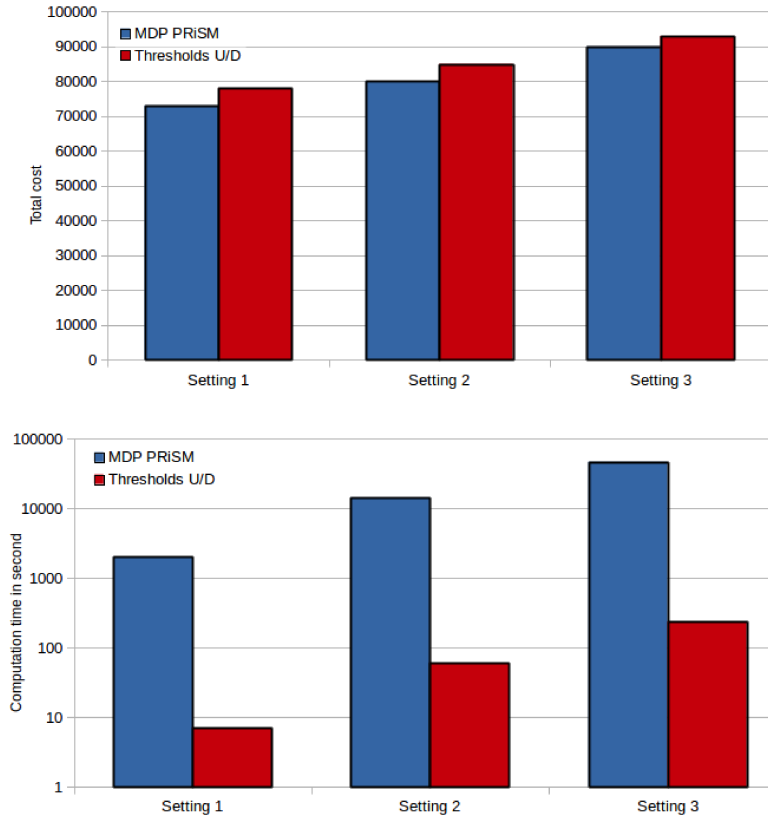 100000
90000
80000
70000
60000
50000
40000
30000
20000
10000
0
Total cost
MDP PRiSM
Thresholds U/D
Setting 1
Setting 2
Setting 3
100000
10000
1000
100
10
1
Computation time in second
MDP PRiSM
Thresholds U/D
Setting 1
Setting 2
Setting 3